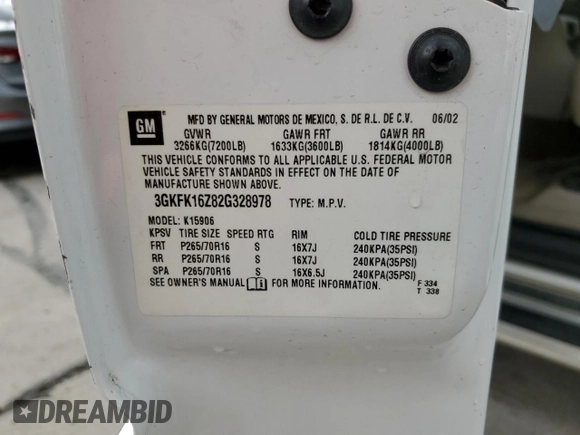 GM
MFD BY GENERAL MOTORS DE MEXICO, S. DE R.L. DE C.V. 06/02
GVWR GAWR FRT GAWR RR
3266KG(7200LB) 1633KG(3600LB) 1814KG(4000LB)
THIS VEHICLE CONFORMS TO ALL APPLICABLE U.S. FEDERAL MOTOR
VEHICLE SAFETY STANDARDS IN EFFECT ON THE DATE OF
MANUFACTURE SHOWN ABOVE.
3GKFK16Z82G328978 TYPE: M.P.V.
MODEL: K15906
KPSV TIRE SIZE SPEED RTG RIM COLD TIRE PRESSURE
FRT P265/70R16 S 16X7J 240KPA(35PSI)
RR P265/70R16 S 16X7J 240KPA(35PSI)
SPA P265/70R16 S 16X6.5J 240KPA(35PSI)
SEE OWNER'S MANUAL FOR MORE INFORMATION. F 334
T 338
DREAMBID